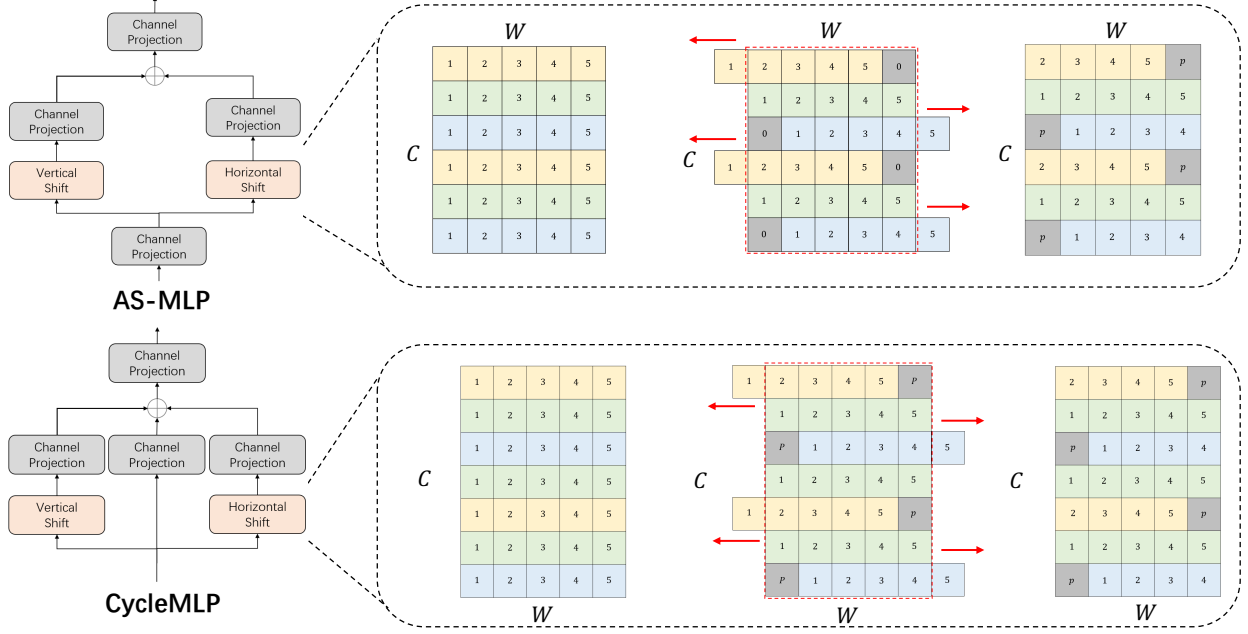 Channel
Projection
Channel
Projection
Channel
Projection
Vertical
Shift
Horizontal
Shift
Channel
Projection
AS-MLP
W
C
1 2 3 4 5
1 2 3 4 5
1 2 3 4 5
1 2 3 4 5
1 2 3 4 5
1 2 3 4 5
W
C
1 2 3 4 5 0
1 2 3 4 5
0 1 2 3 4 5
1 2 3 4 5 0
1 2 3 4 5
0 1 2 3 4 5
W
C
2 3 4 5 p
1 2 3 4 5
p 1 2 3 4
2 3 4 5 p
1 2 3 4 5
p 1 2 3 4
Channel
Projection
Channel
Projection
Channel
Projection
Channel
Projection
Vertical
Shift
Horizontal
Shift
CycleMLP
C
1 2 3 4 5
1 2 3 4 5
1 2 3 4 5
1 2 3 4 5
1 2 3 4 5
1 2 3 4 5
1 2 3 4 5
W
C
1 2 3 4 5 P
1 2 3 4 5
P 1 2 3 4 5
1 2 3 4 5
1 2 3 4 5 p
1 2 3 4 5
P 1 2 3 4 5
W
C
2 3 4 5 p
1 2 3 4 5
p 1 2 3 4
1 2 3 4 5
2 3 4 5 p
1 2 3 4 5
p 1 2 3 4
W